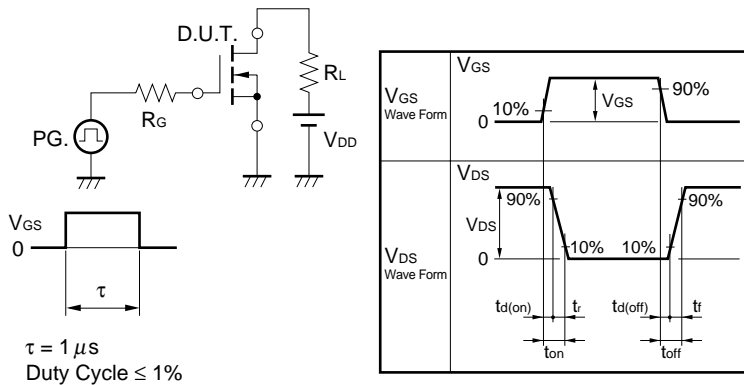 D.U.T.
RL
RG
PG.
VDD
VGS
0
τ
τ = 1 μs
Duty Cycle ≤ 1%
VGS
Wave Form
VGS
10%
VGS
90%
0
VDS
Wave Form
VDS
90%
VDS
10%
10%
90%
0
td(on)
tr
td(off)
tf
ton
toff